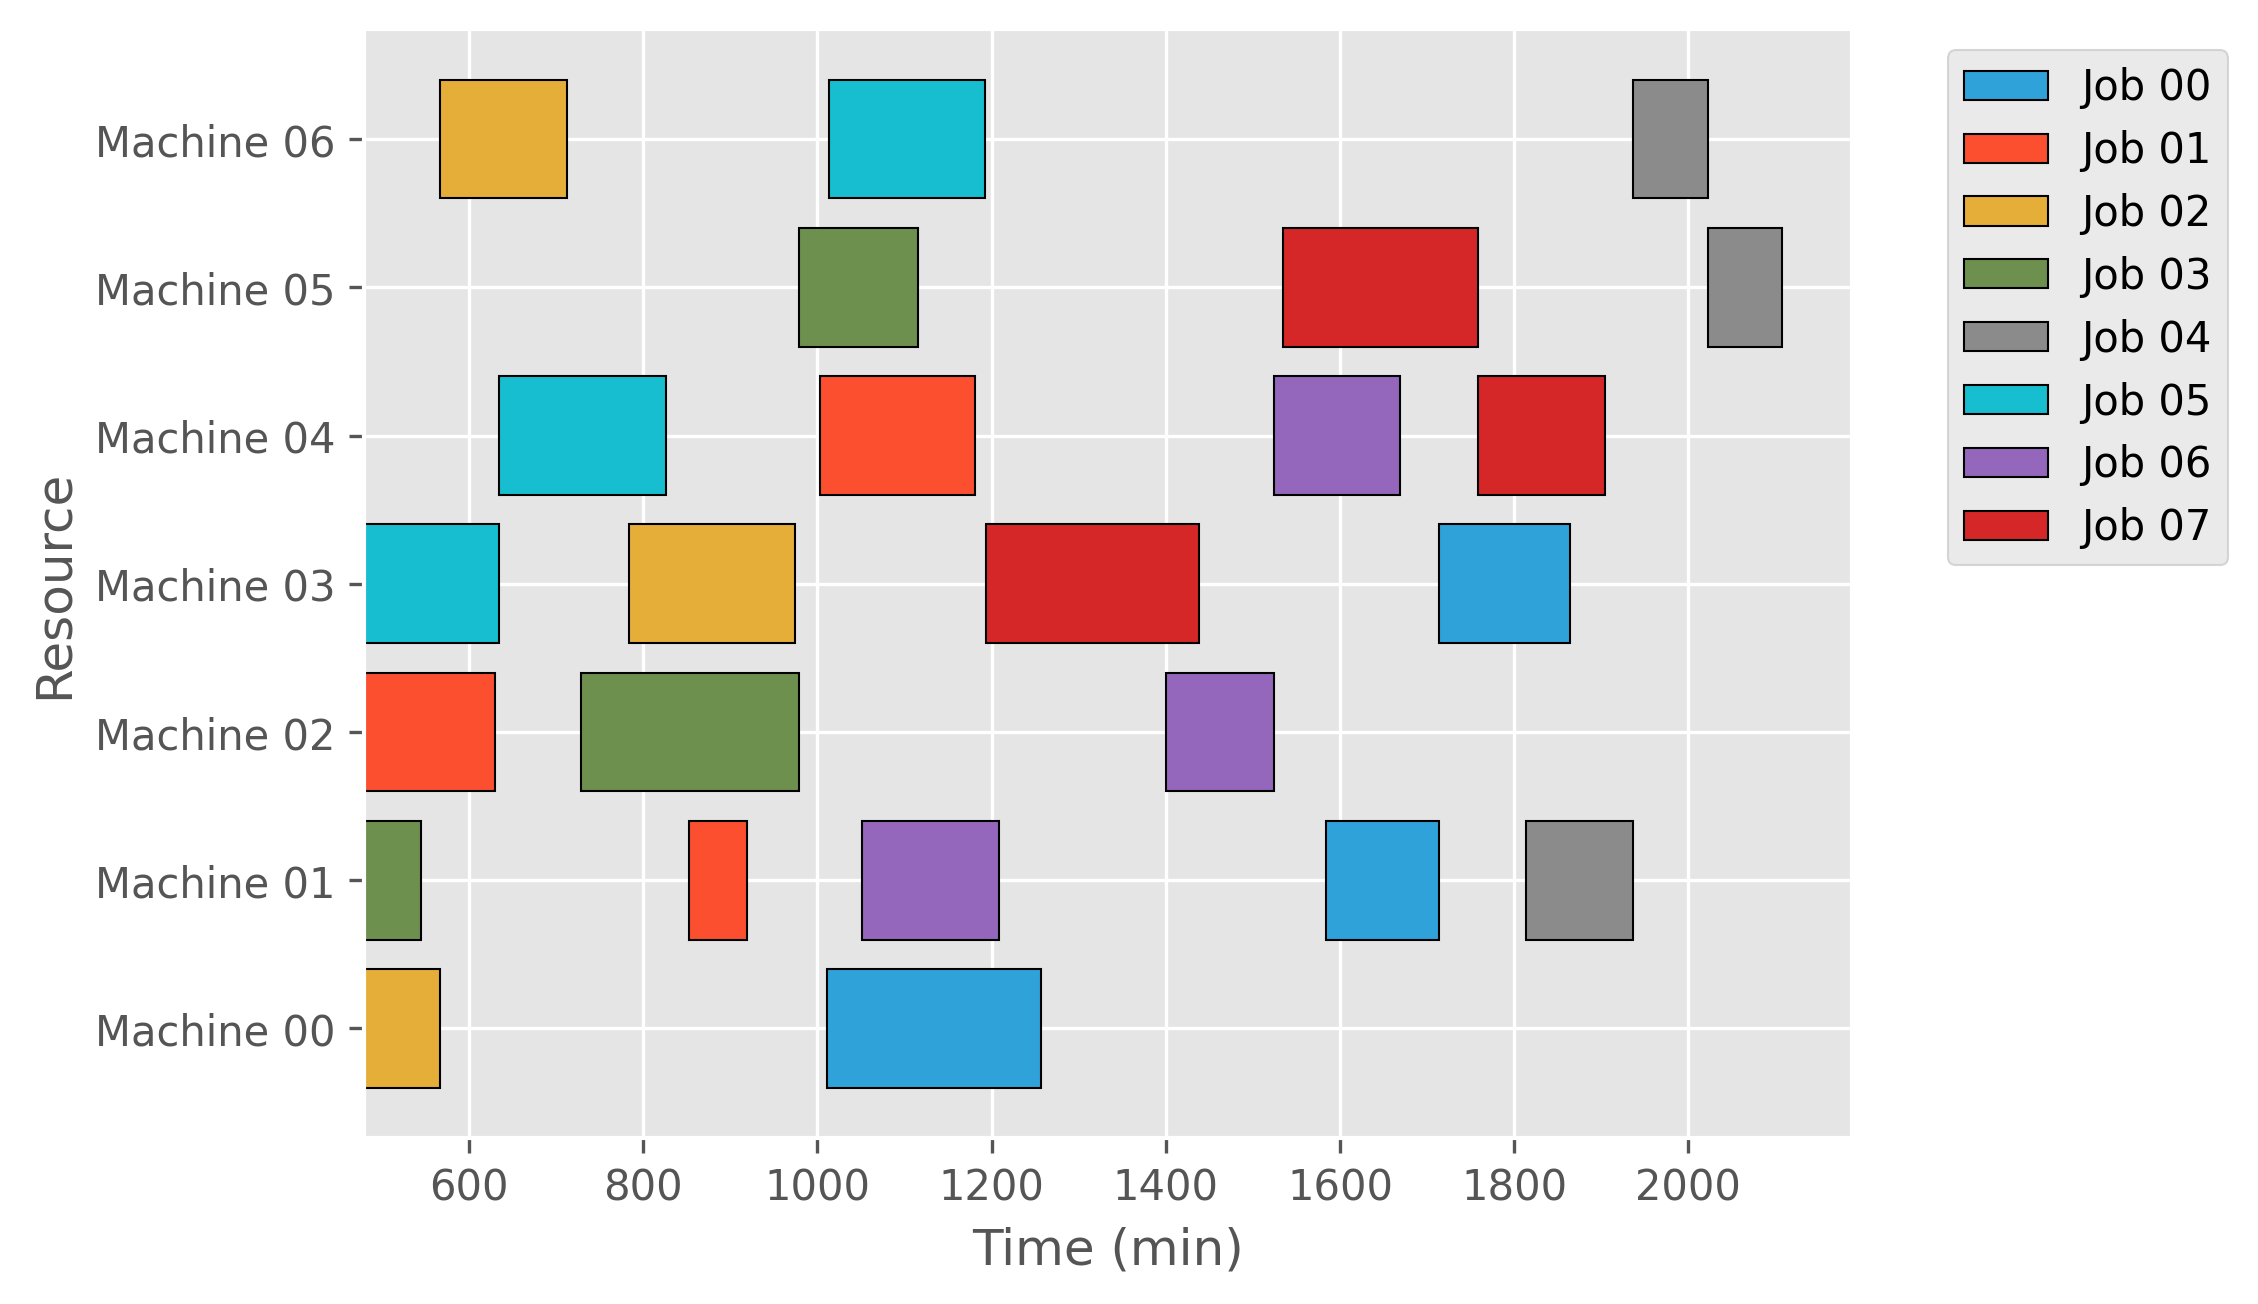 Machine 06
Machine 05
Machine 04
Machine 03
Machine 02
Machine 01
Machine 00
Resource
600 800 1000 1200 1400 1600 1800 2000
Time (min)
Job 00
Job 01
Job 02
Job 03
Job 04
Job 05
Job 06
Job 07